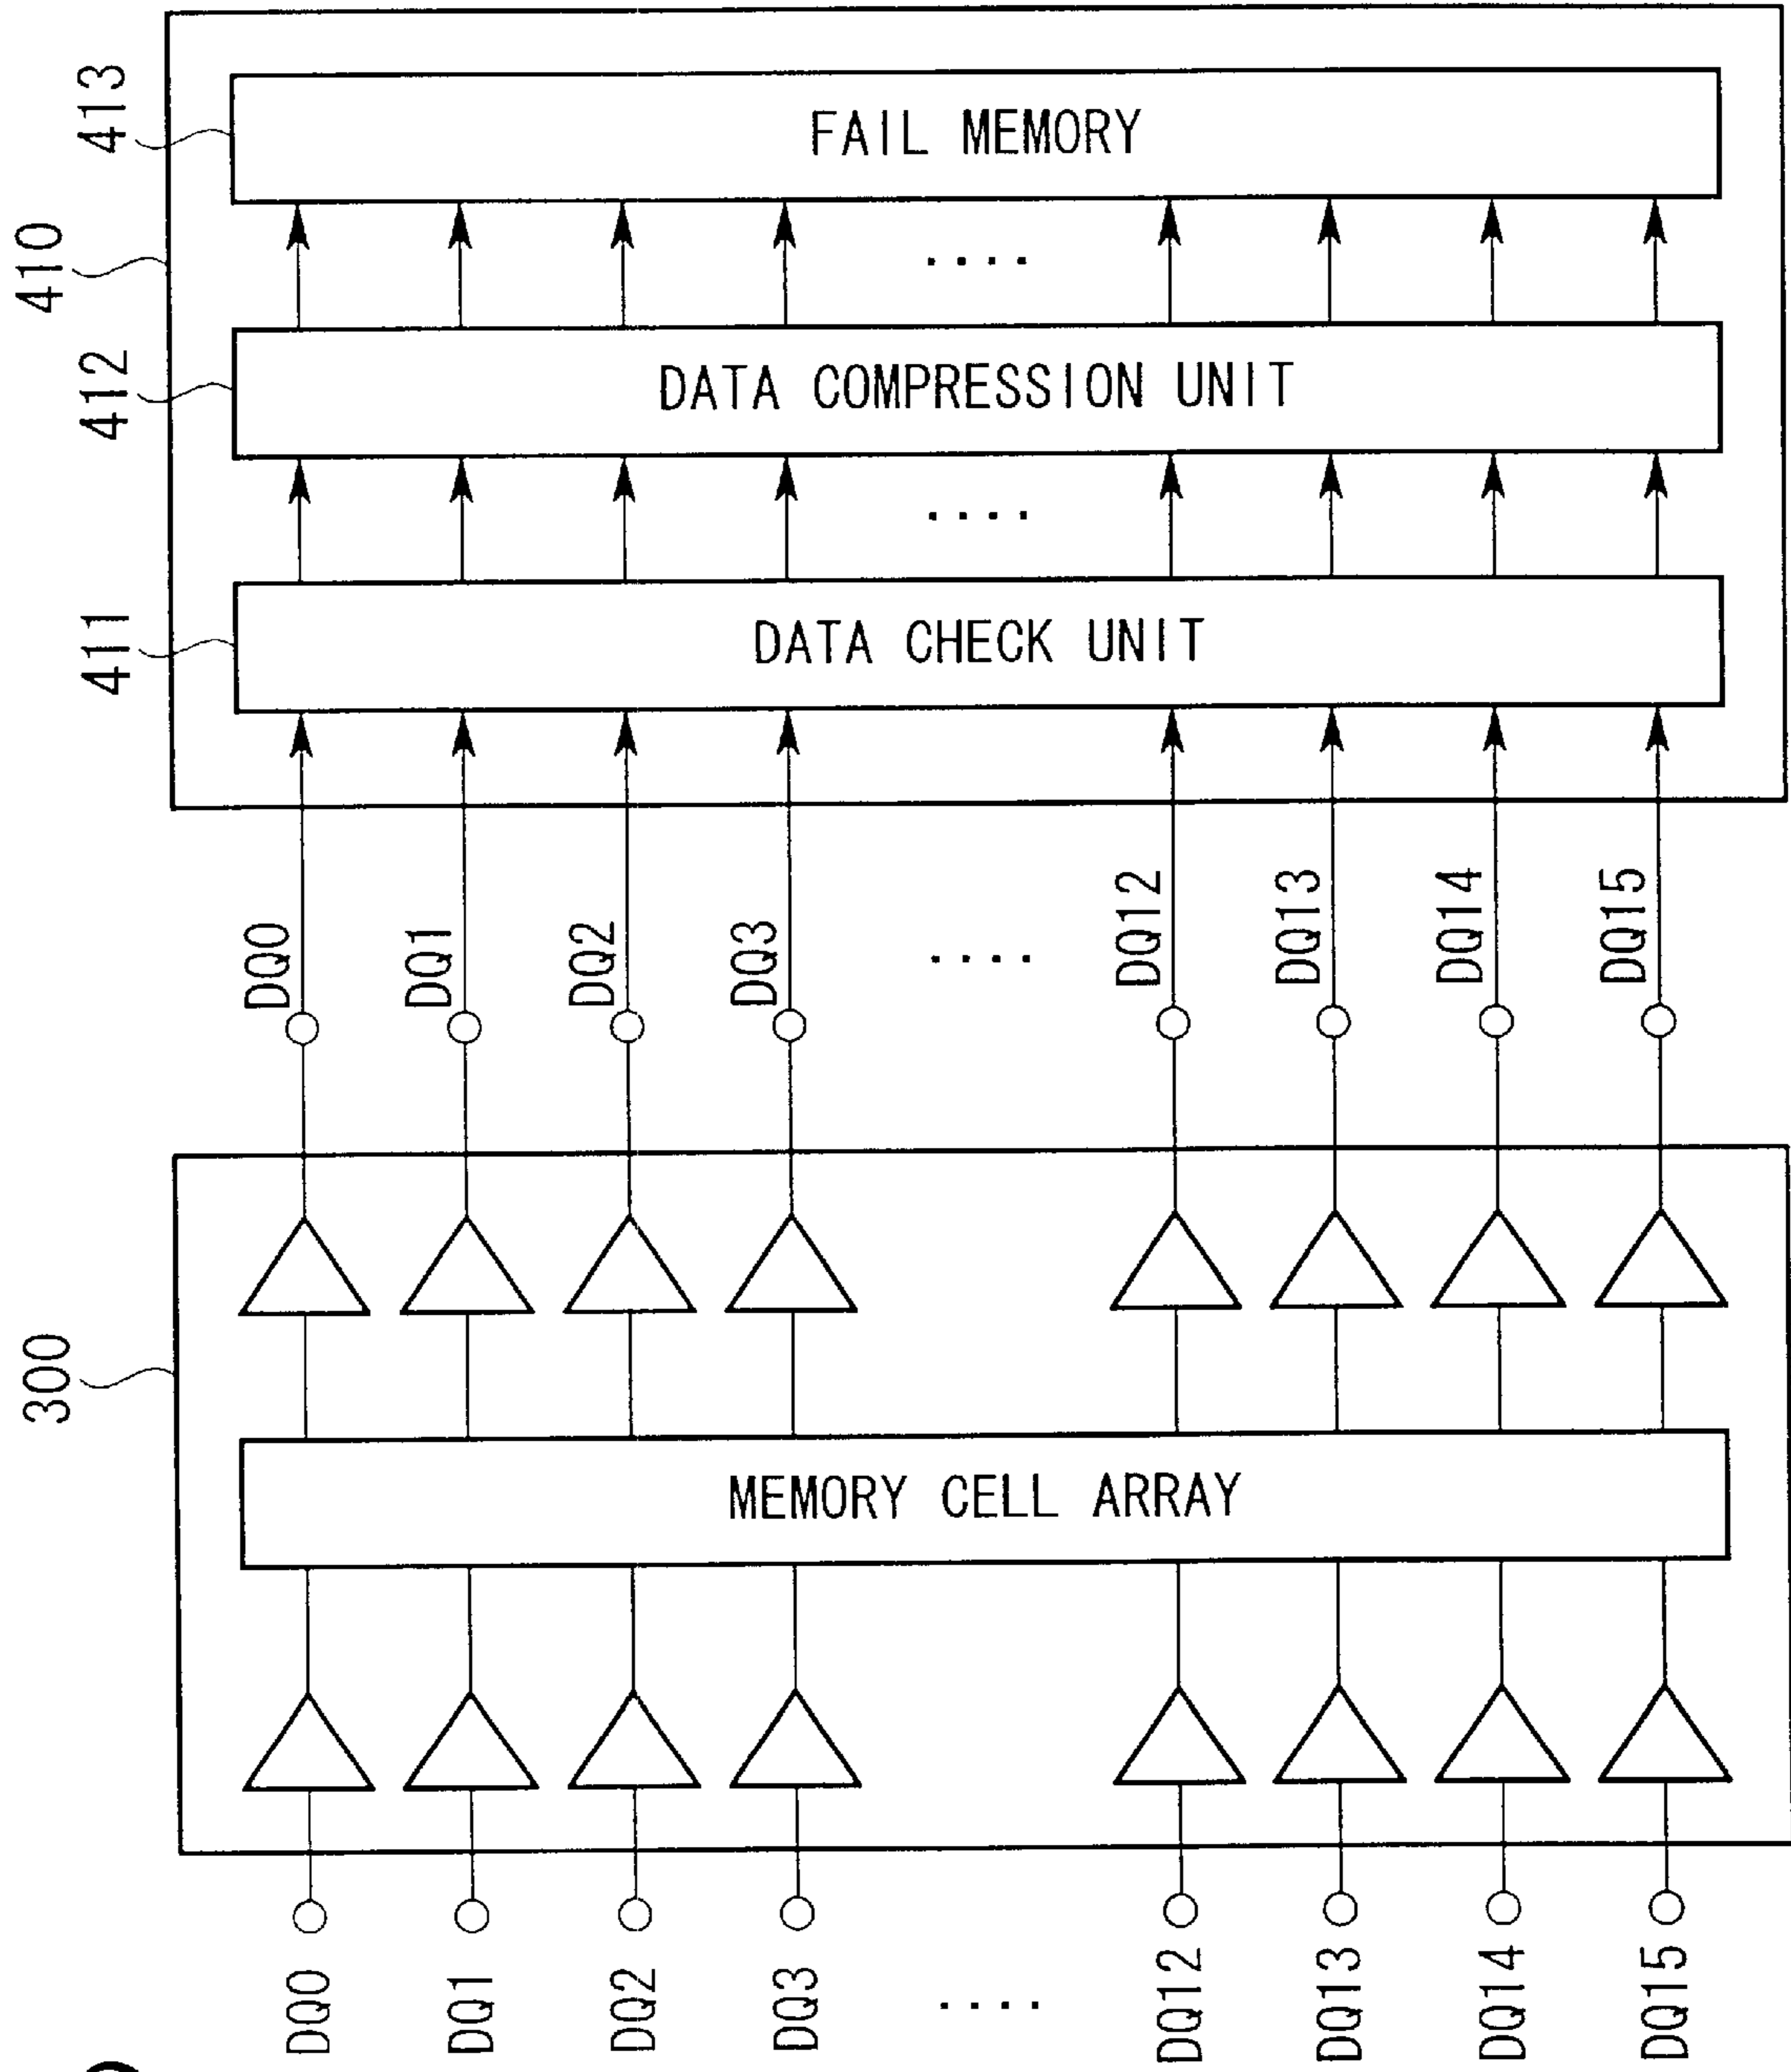 413
FAIL MEMORY
410
412
DATA COMPRESSION UNIT
....
411
DATA CHECK UNIT
....
DQ0
DQ1
DQ2
DQ3
....
DQ12
DQ13
DQ14
DQ15
300
MEMORY CELL ARRAY
DQ0
DQ1
DQ2
DQ3
....
DQ12
DQ13
DQ14
DQ15